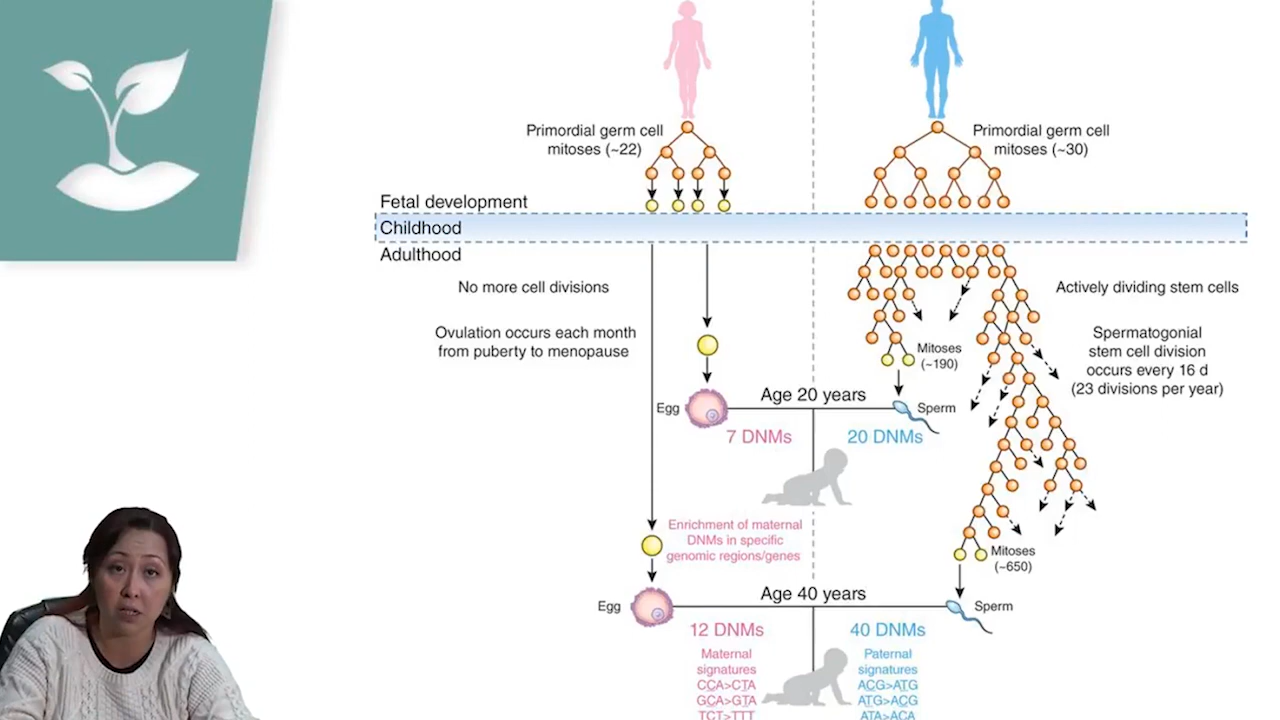 Primordial germ cell
mitoses (~22)
Primordial germ cell
mitoses (~30)
Fetal development
Childhood
Adulthood
No more cell divisions
Ovulation occurs each month
from puberty to menopause
Actively dividing stem cells
Spermatogonial
stem cell division
occurs every 16 d
(23 divisions per year)
Mitoses
(~190)
Age 20 years
Egg
Sperm
7 DNMs
20 DNMs
Enrichment of maternal
DNMs in specific
genomic regions/genes
Mitoses
(~650)
Age 40 years
Egg
Sperm
12 DNMs
40 DNMs
Maternal
signatures
CCA>CTA
GCA>GTA
TCT>TTT
Paternal
signatures
ACG>ATG
ATG>ACG
ATA>ACA